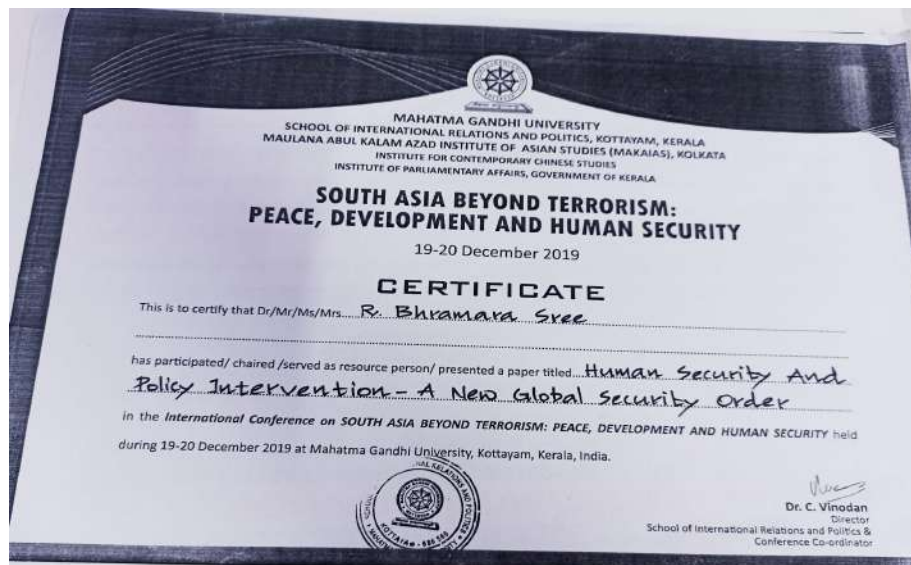 MAHATMA GANDHI UNIVERSITY
SCHOOL OF INTERNATIONAL RELATIONS AND POLITICS, KOTTAYAM, KERALA
MAULANA ABUL KALAM AZAD INSTITUTE OF ASIAN STUDIES (MAKAIAS), KOLKATA
INSTITUTE FOR CONTEMPORARY CHINESE STUDIES
INSTITUTE OF PARLIAMENTARY AFFAIRS, GOVERNMENT OF KERALA
SOUTH ASIA BEYOND TERRORISM:
PEACE, DEVELOPMENT AND HUMAN SECURITY
19-20 December 2019
CERTIFICATE
This is to certify that Dr/Mr/Ms/Mrs R. Bhramara Sree
has participated/ chaired /served as resource person/ presented a paper titled Human Security And
Policy Intervention - A New Global Security Order
in the International Conference on SOUTH ASIA BEYOND TERRORISM: PEACE, DEVELOPMENT AND HUMAN SECURITY held
during 19-20 December 2019 at Mahatma Gandhi University, Kottayam, Kerala, India.
Dr. C. Vinodan
Director
School of International Relations and Politics &
Conference Co-ordinator